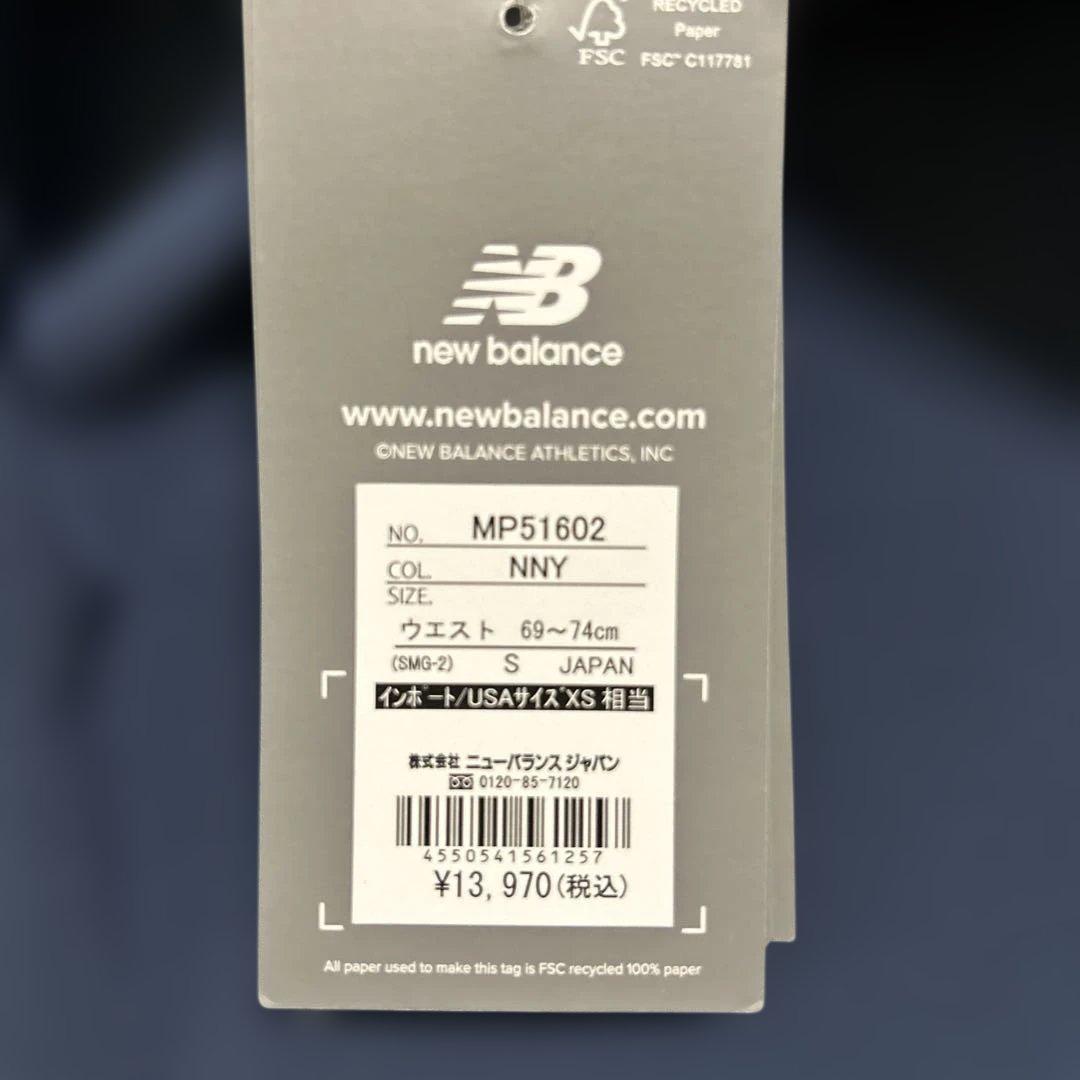 RECYCLED
Paper
FSC FSC™ C117781
NB
new balance
www.newbalance.com
©NEW BALANCE ATHLETICS, INC
NO. MP51602
COL. NNY
SIZE.
ウエスト 69～74cm
(SMG-2) S JAPAN
インポート/USAサイズXS 相当
株式会社 ニューバランス ジャパン
0120-85-7120
4550541561257
¥13,970(税込)
All paper used to make this tag is FSC recycled 100% paper